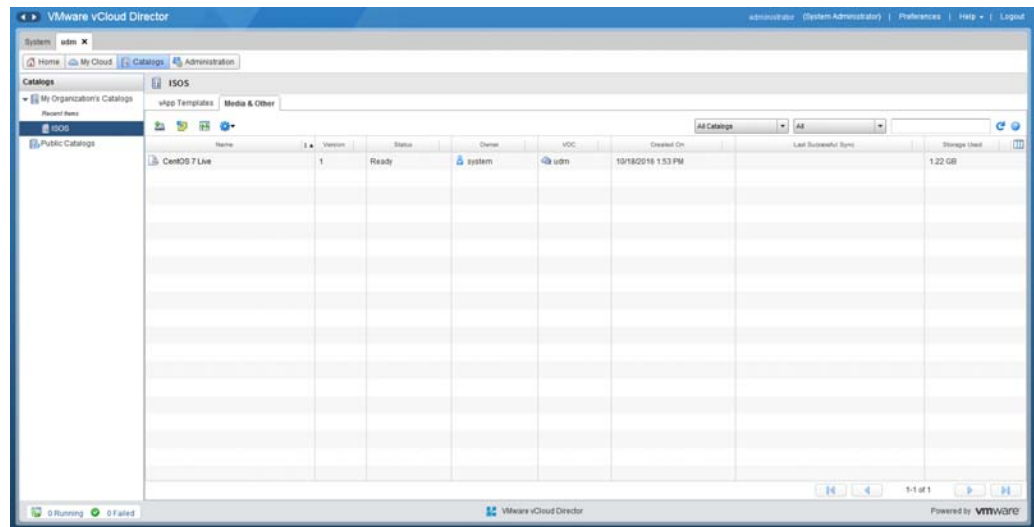 VMware vCloud Director
administrator (System Administrator) | Preferences | Help | Logout
System udm
Home My Cloud Catalogs Administration
Catalogs
ISOS
My Organization's Catalogs
vApp Templates Media & Other
Recent Items
ISOS
All Catalogs All
Public Catalogs
Name 1 Version Status Owner VDC Created On Last Successful Sync Storage Used
CentOS 7 Live 1 Ready system udm 10/18/2018 1:53 PM 1.22 GB
1-1 of 1
0 Running 0 Failed
VMware vCloud Director
Powered by vmware